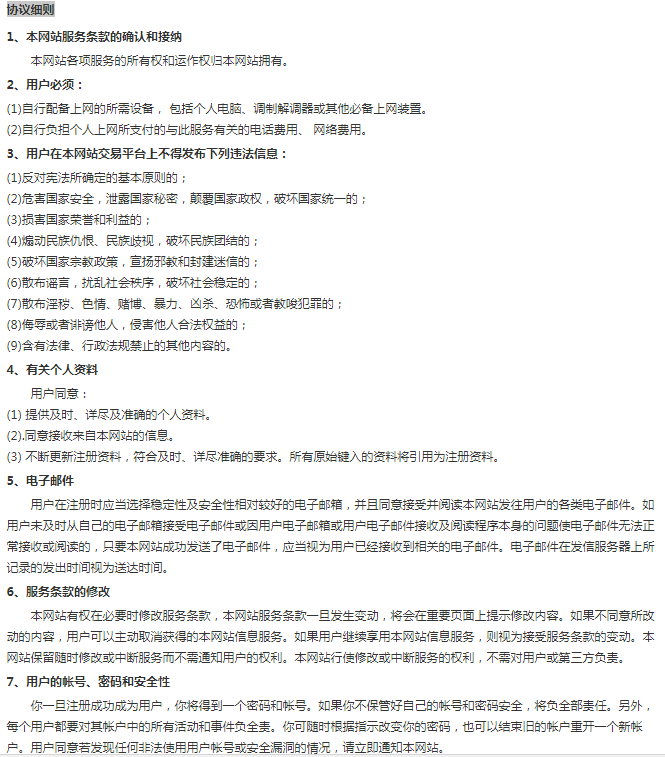 协议细则
1、本网站服务条款的确认和接纳
本网站各项服务的所有权和运作权归本网站拥有。
2、用户必须：
(1)自行配备上网的所需设备， 包括个人电脑、调制解调器或其他必备上网装置。
(2)自行负担个人上网所支付的与此服务有关的电话费用、 网络费用。
3、用户在本网站交易平台上不得发布下列违法信息：
(1)反对宪法所确定的基本原则的；
(2)危害国家安全，泄露国家秘密，颠覆国家政权，破坏国家统一的；
(3)损害国家荣誉和利益的；
(4)煽动民族仇恨、民族歧视，破坏民族团结的；
(5)破坏国家宗教政策，宣扬邪教和封建迷信的；
(6)散布谣言，扰乱社会秩序，破坏社会稳定的；
(7)散布淫秽、色情、赌博、暴力、凶杀、恐怖或者教唆犯罪的；
(8)侮辱或者诽谤他人，侵害他人合法权益的；
(9)含有法律、行政法规禁止的其他内容的。
4、有关个人资料
用户同意：
(1) 提供及时、详尽及准确的个人资料。
(2).同意接收来自本网站的信息。
(3) 不断更新注册资料，符合及时、详尽准确的要求。所有原始键入的资料将引用为注册资料。
5、电子邮件
用户在注册时应当选择稳定性及安全性相对较好的电子邮箱，并且同意接受并阅读本网站发往用户的各类电子邮件。如
用户未及时从自己的电子邮箱接受电子邮件或因用户电子邮箱或用户电子邮件接收及阅读程序本身的问题使电子邮件无法正
常接收或阅读的，只要本网站成功发送了电子邮件，应当视为用户已经接收到相关的电子邮件。电子邮件在发信服务器上所
记录的发出时间视为送达时间。
6、服务条款的修改
本网站有权在必要时修改服务条款，本网站服务条款一旦发生变动，将会在重要页面上提示修改内容。如果不同意所改
动的内容，用户可以主动取消获得的本网站信息服务。如果用户继续享用本网站信息服务，则视为接受服务条款的变动。本
网站保留随时修改或中断服务而不需通知用户的权利。本网站行使修改或中断服务的权利，不需对用户或第三方负责。
7、用户的帐号、密码和安全性
你一旦注册成功成为用户，你将得到一个密码和帐号。如果你不保管好自己的帐号和密码安全，将负全部责任。另外，
每个用户都要对其帐户中的所有活动和事件负全责。你可随时根据指示改变你的密码，也可以结束旧的帐户重开一个新帐
户。用户同意若发现任何非法使用用户帐号或安全漏洞的情况，请立即通知本网站。